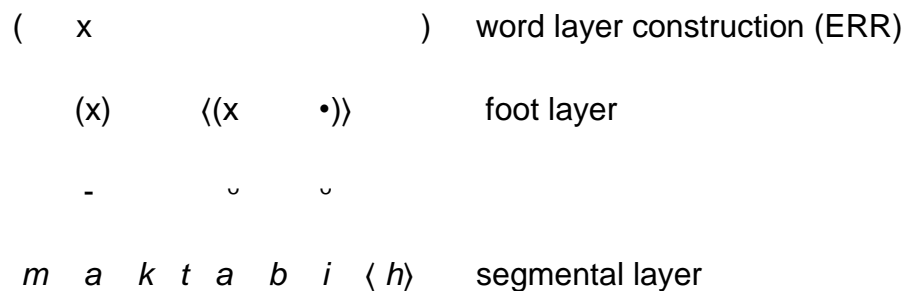 ( x ) word layer construction (ERR)
(x) ⟨(x •)⟩ foot layer
- ᴗ ᴗ
m a k t a b i ⟨ h⟩ segmental layer